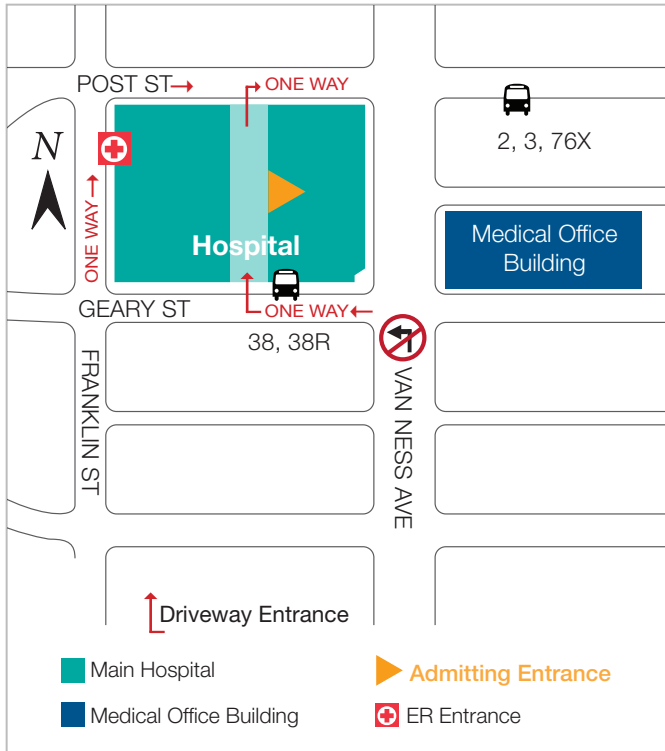 POST ST
ONE WAY
N
2, 3, 76X
ONE WAY
Hospital
Medical Office
Building
GEARY ST
ONE WAY
38, 38R
FRANKLIN ST
VAN NESS AVE
Driveway Entrance
Main Hospital
Admitting Entrance
Medical Office Building
ER Entrance